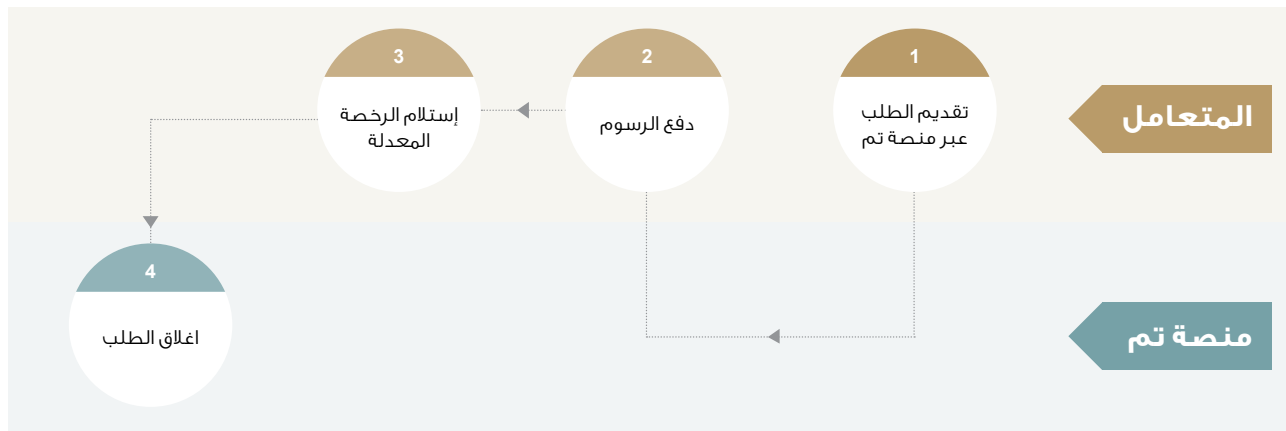 المتعامل
1
تقديم الطلب
عبر منصة تم
2
دفع الرسوم
3
إستلام الرخصة
المعدلة
منصة تم
4
اغلاق الطلب